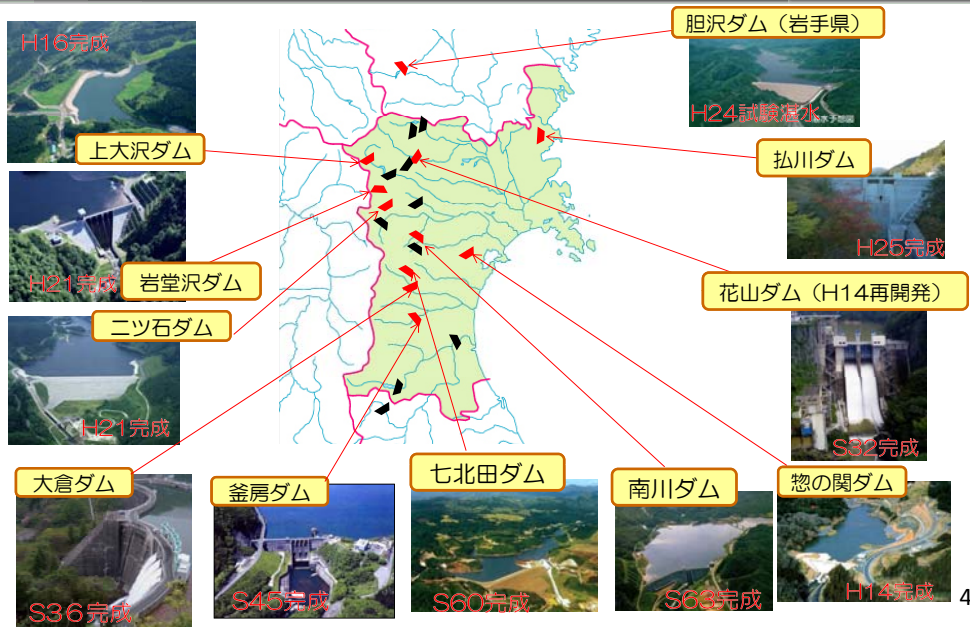 H16完成
上大沢ダム
H21完成
岩堂沢ダム
二ツ石ダム
H21完成
大倉ダム
S36完成
釜房ダム
S45完成
七北田ダム
S60完成
南川ダム
S63完成
惣の関ダム
H14完成
胆沢ダム（岩手県）
H24試験湛水
払川ダム
H25完成
花山ダム（H14再開発）
S32完成
4